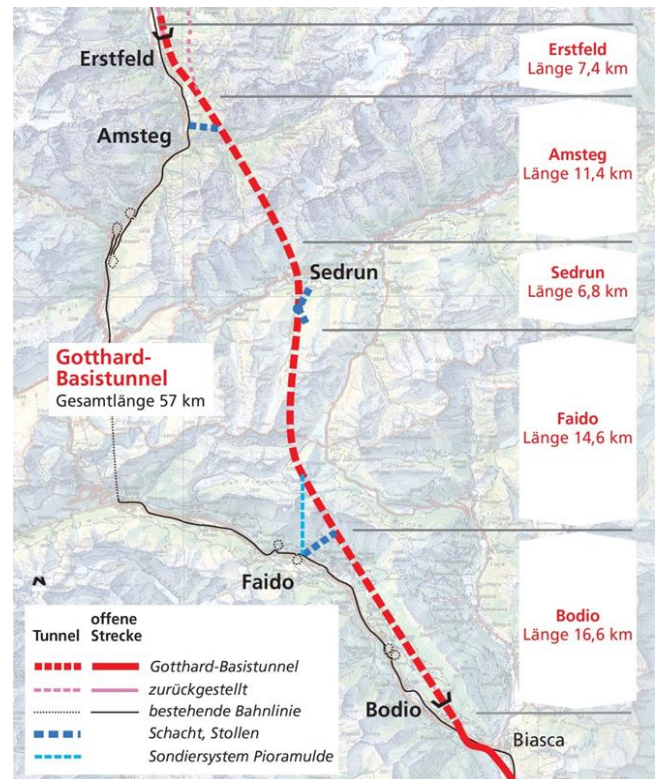 Erstfeld
Länge 7,4 km
Erstfeld
Amsteg
Amsteg
Länge 11,4 km
Sedrun
Sedrun
Länge 6,8 km
Gotthard-
Basistunnel
Gesamtlänge 57 km
Faido
Länge 14,6 km
Faido
N
Bodio
Länge 16,6 km
Bodio
Biasca
Tunnel
offene
Strecke
Gotthard-Basistunnel
zurückgestellt
bestehende Bahnlinie
Schacht, Stollen
Sondiersystem Pioramulde